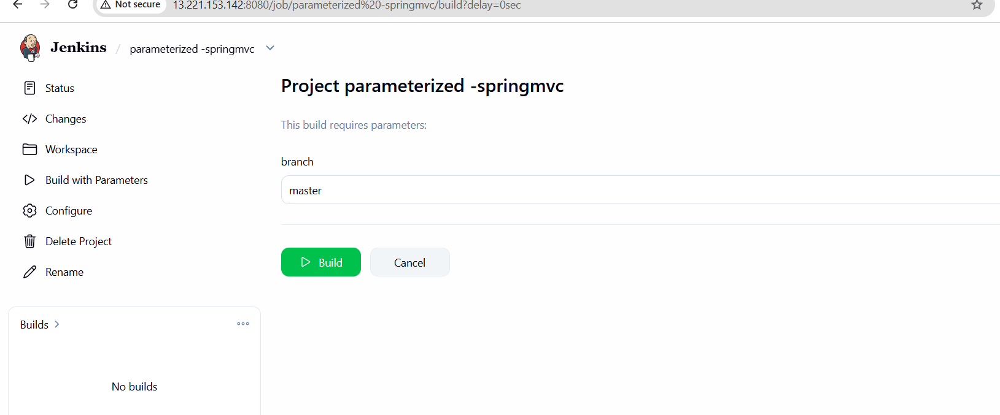 Not secure 13.221.153.142:8080/job/parameterized%20-springmvc/build?delay=0sec
Jenkins / parameterized -springmvc
Status
Changes
Workspace
Build with Parameters
Configure
Delete Project
Rename
Builds
No builds
Project parameterized -springmvc
This build requires parameters:
branch
master
Build Cancel